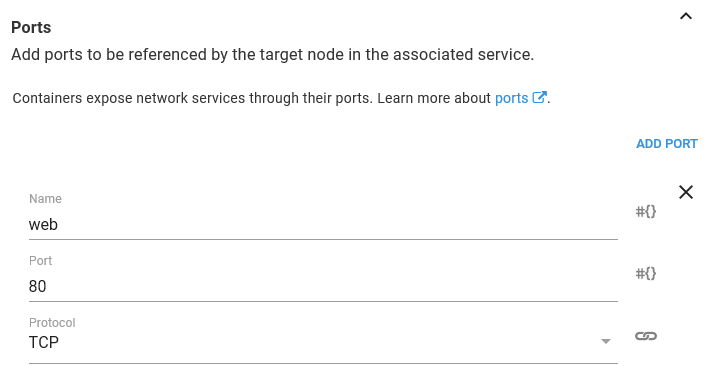 Ports
Add ports to be referenced by the target node in the associated service.
Containers expose network services through their ports. Learn more about ports.
ADD PORT
Name
web
#{}
Port
80
#{}
Protocol
TCP